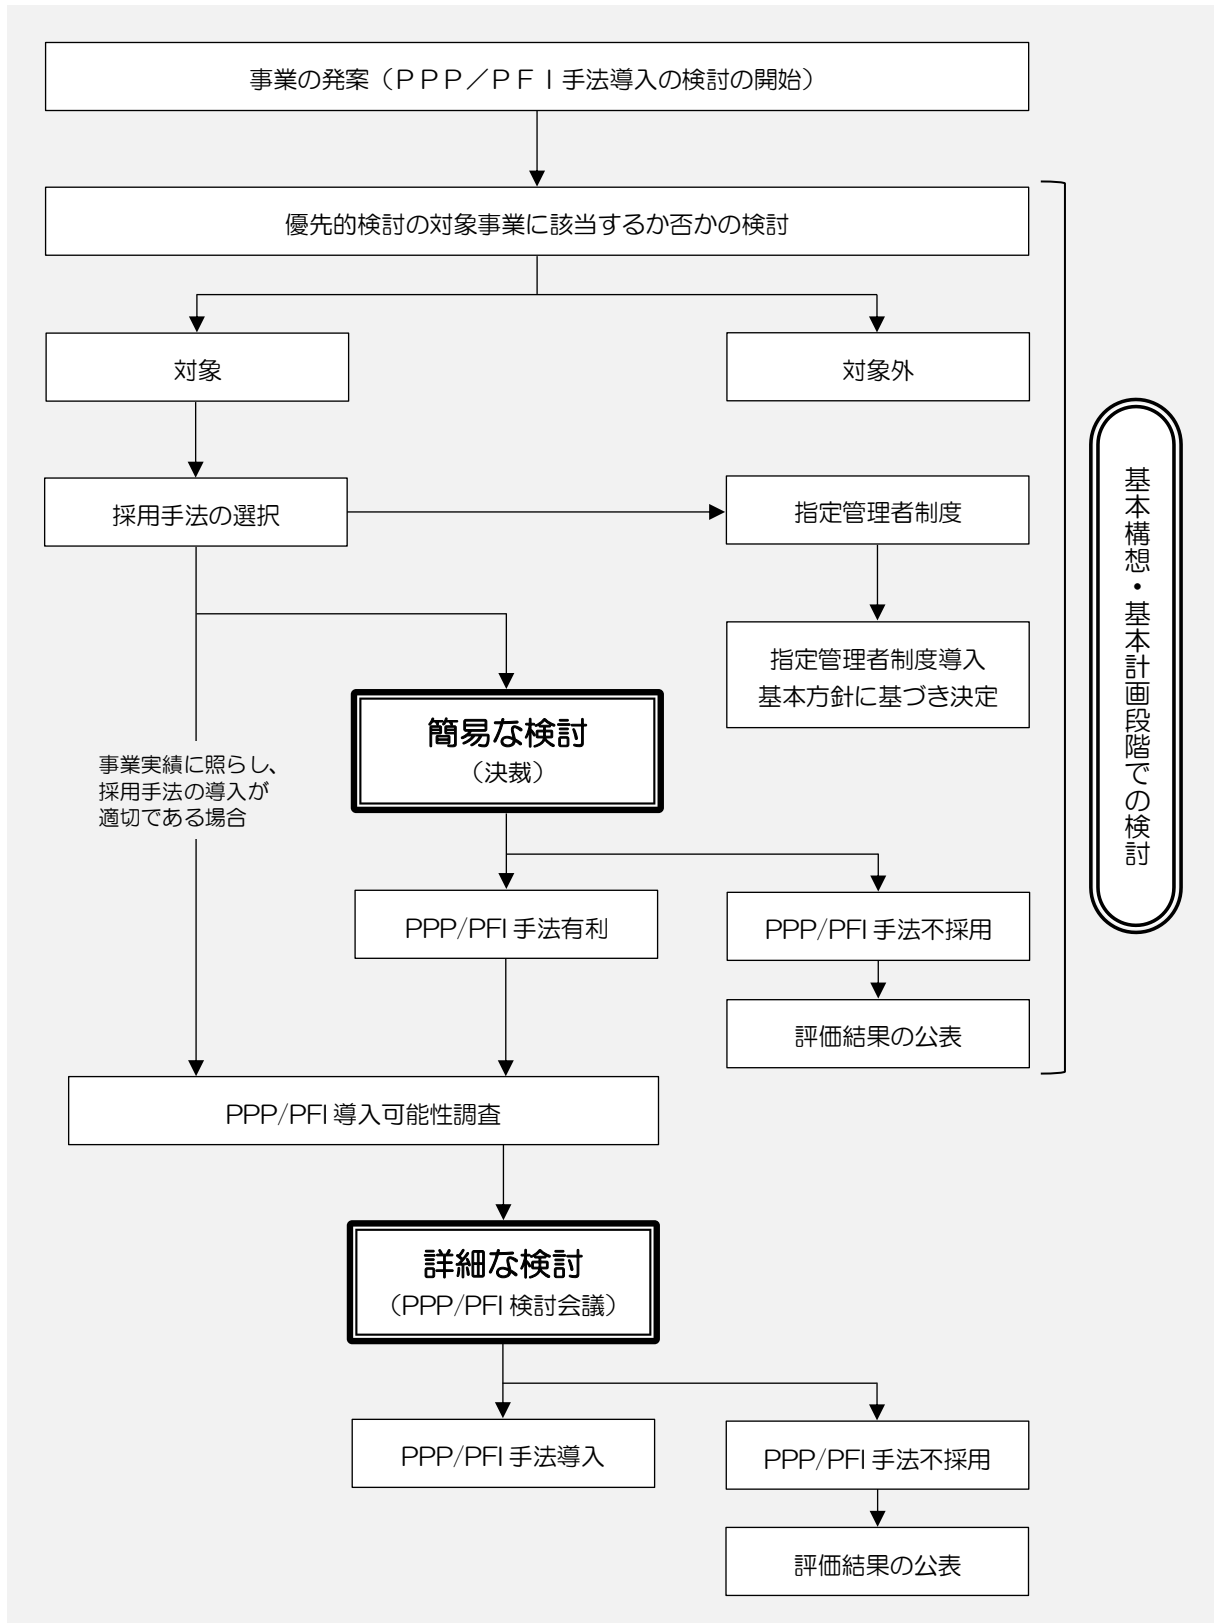 事業の発案（ＰＰＰ／ＰＦＩ手法導入の検討の開始）
優先的検討の対象事業に該当するか否かの検討
対象
対象外
採用手法の選択
指定管理者制度
指定管理者制度導入
基本方針に基づき決定
簡易な検討
（決裁）
事業実績に照らし、
採用手法の導入が
適切である場合
PPP/PFI 手法有利
PPP/PFI 手法不採用
評価結果の公表
基本構想・基本計画段階での検討
PPP/PFI 導入可能性調査
詳細な検討
（PPP/PFI 検討会議）
PPP/PFI 手法導入
PPP/PFI 手法不採用
評価結果の公表